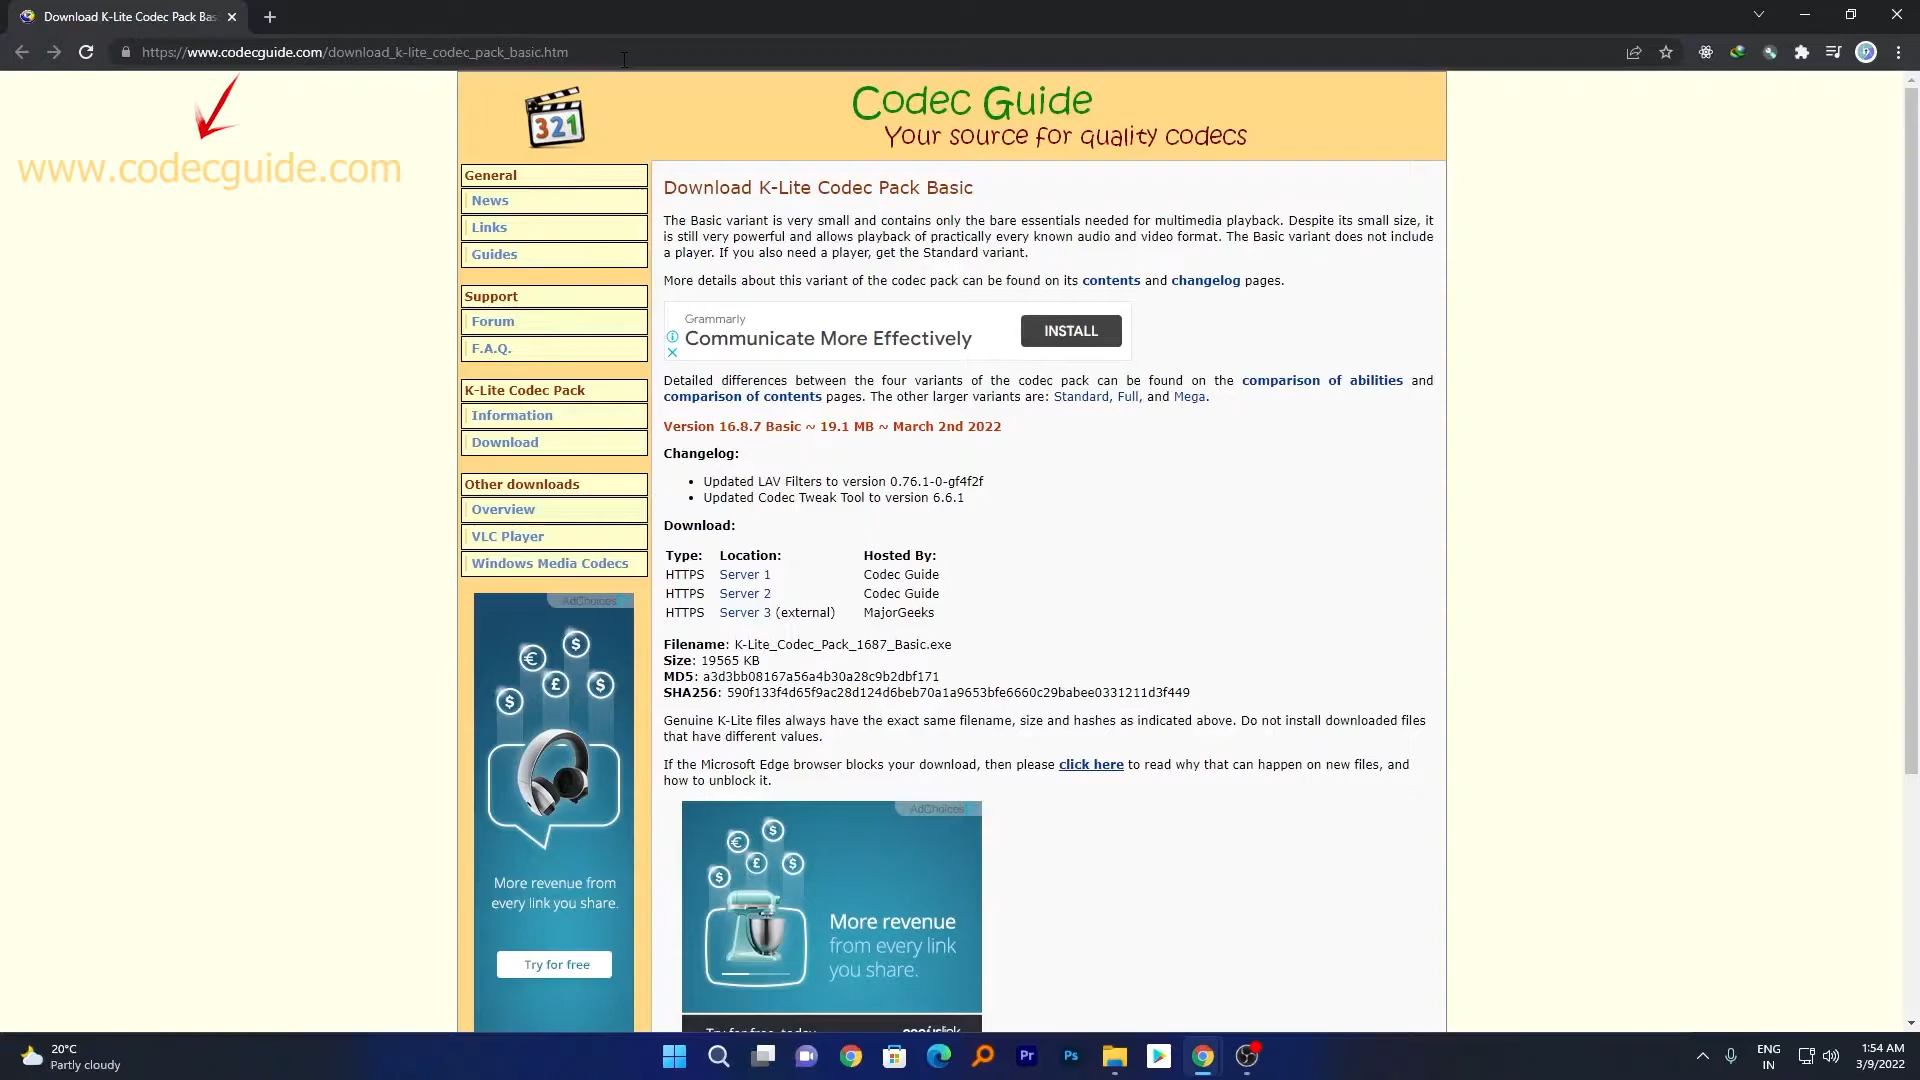 Download K-Lite Codec Pack Bas
https://www.codecguide.com/download_k-lite_codec_pack_basic.htm
www.codecguide.com
321
Codec Guide
Your source for quality codecs
General
News
Links
Guides
Support
Forum
F.A.Q.
K-Lite Codec Pack
Information
Download
Other downloads
Overview
VLC Player
Windows Media Codecs
AdChoices
More revenue from
every link you share.
Try for free
Download K-Lite Codec Pack Basic
The Basic variant is very small and contains only the bare essentials needed for multimedia playback. Despite its small size, it
is still very powerful and allows playback of practically every known audio and video format. The Basic variant does not include
a player. If you also need a player, get the Standard variant.
More details about this variant of the codec pack can be found on its contents and changelog pages.
Grammarly
Communicate More Effectively
INSTALL
Detailed differences between the four variants of the codec pack can be found on the comparison of abilities and
comparison of contents pages. The other larger variants are: Standard, Full, and Mega.
Version 16.8.7 Basic ~ 19.1 MB ~ March 2nd 2022
Changelog:
• Updated LAV Filters to version 0.76.1-0-gf4f2f
• Updated Codec Tweak Tool to version 6.6.1
Download:
Type: Location: Hosted By:
HTTPS Server 1 Codec Guide
HTTPS Server 2 Codec Guide
HTTPS Server 3 (external) MajorGeeks
Filename: K-Lite_Codec_Pack_1687_Basic.exe
Size: 19565 KB
MD5: a3d3bb08167a56a4b30a28c9b2dbf171
SHA256: 590f133f4d65f9ac28d124d6beb70a1a9653bfe6660c29babee0331211d3f449
Genuine K-Lite files always have the exact same filename, size and hashes as indicated above. Do not install downloaded files
that have different values.
If the Microsoft Edge browser blocks your download, then please click here to read why that can happen on new files, and
how to unblock it.
AdChoices
More revenue
from every link
you share.
Try for free today
20°C
Partly cloudy
Pr
Ps
ENG
IN
1:54 AM
3/9/2022